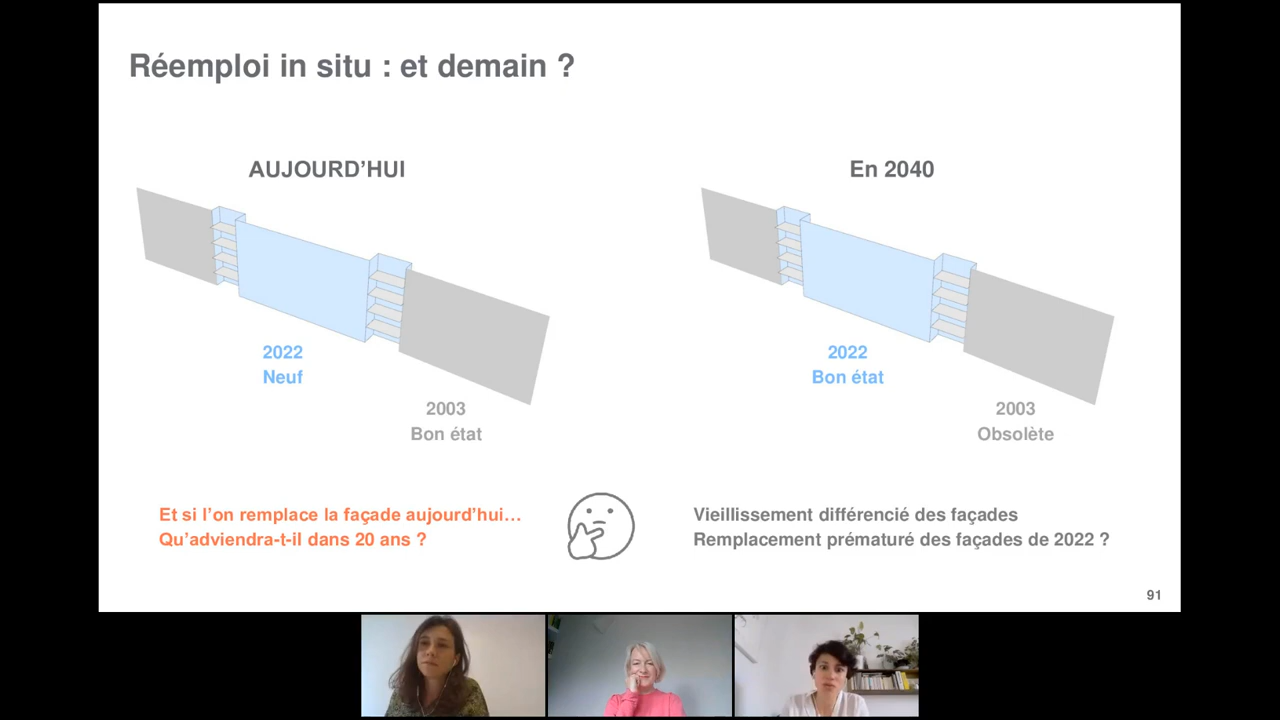 Réemploi in situ : et demain ?
AUJOURD’HUI
2022
Neuf
2003
Bon état
En 2040
2022
Bon état
2003
Obsolète
Et si l’on remplace la façade aujourd’hui…
Qu’adviendra-t-il dans 20 ans ?
Vieillissement différencié des façades
Remplacement prématuré des façades de 2022 ?
91